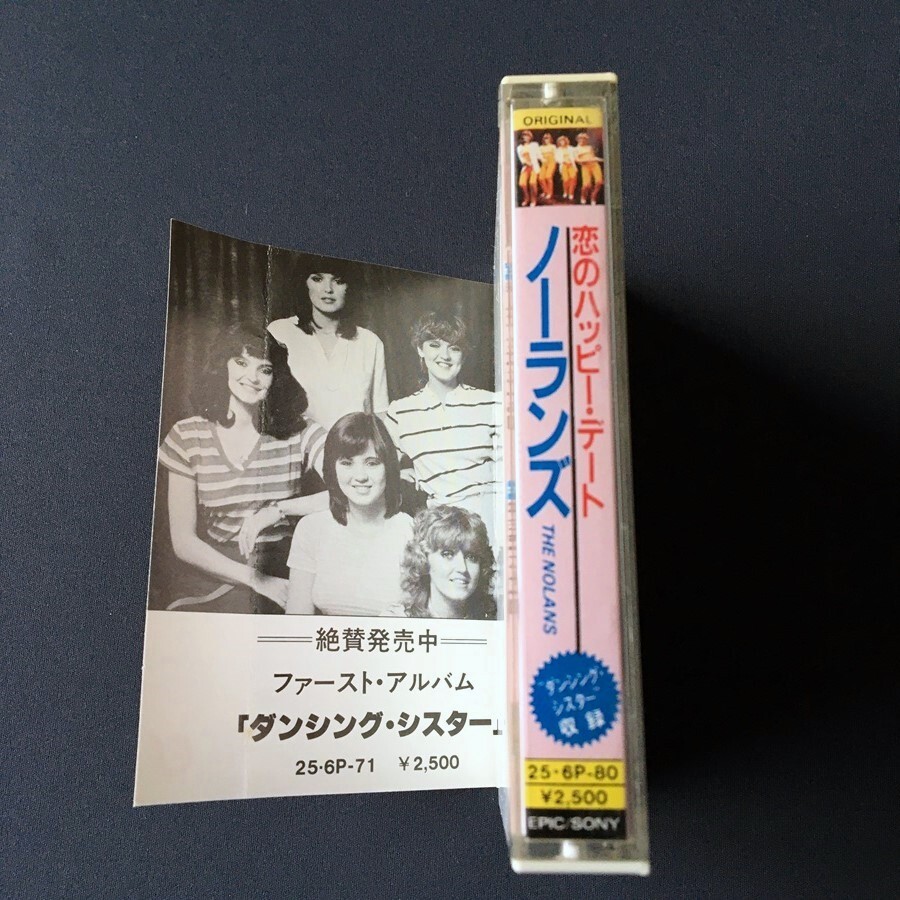 絶賛発売中
ファースト・アルバム
「ダンシング・シスター」
25・6P-71 ¥2,500
ORIGINAL
恋のハッピー・デート
ノーランズ
THE NOLANS
"ダンシング・
シスター"
収録
25・6P-80
¥2,500
EPIC/SONY